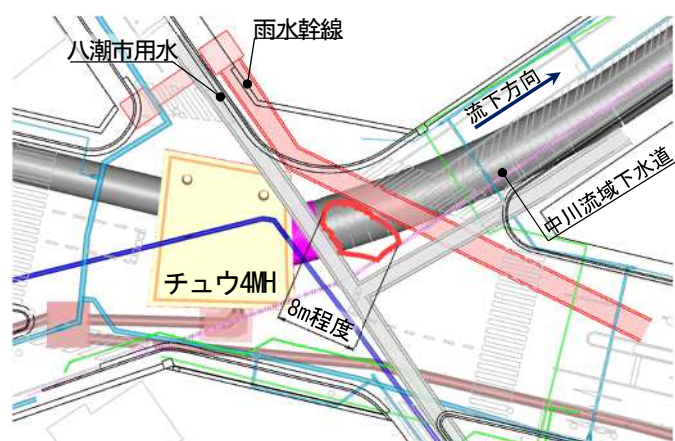 八潮市用水
雨水幹線
流下方向
中川流域下水道
チュウ4MH
8m程度